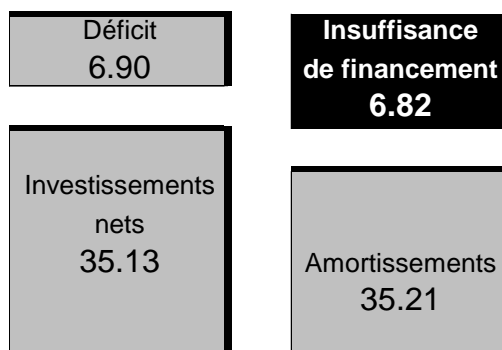 Déficit
6.90
Insuffisance
de financement
6.82
Investissements
nets
35.13
Amortissements
35.21